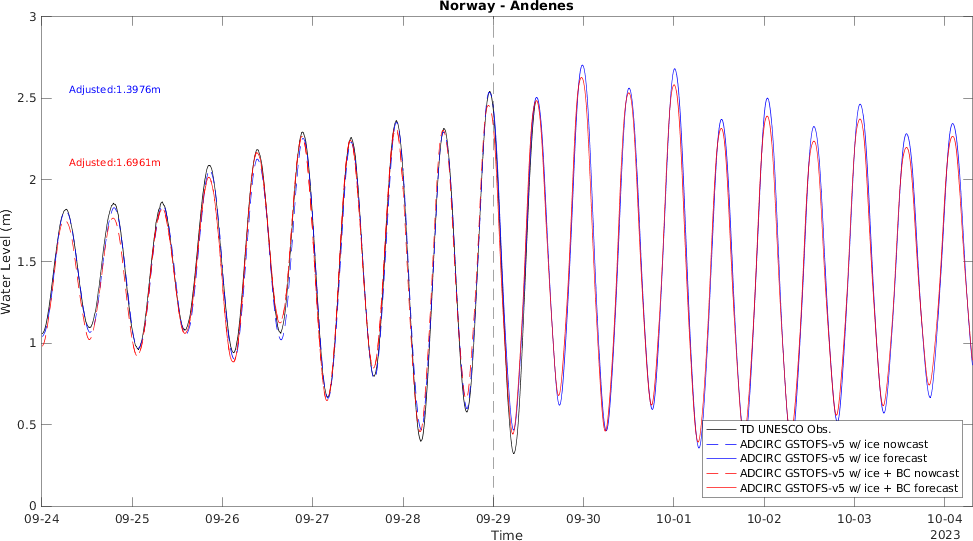 Norway - Andenes
3
2.5
2
1.5
1
0.5
0
Water Level (m)
Adjusted:1.3976m
Adjusted:1.6961m
TD UNESCO Obs.
ADCIRC GSTOFS-v5 w/ ice nowcast
ADCIRC GSTOFS-v5 w/ ice forecast
ADCIRC GSTOFS-v5 w/ ice + BC nowcast
ADCIRC GSTOFS-v5 w/ ice + BC forecast
09-24 09-25 09-26 09-27 09-28 09-29 09-30 10-01 10-02 10-03 10-04
2023
Time